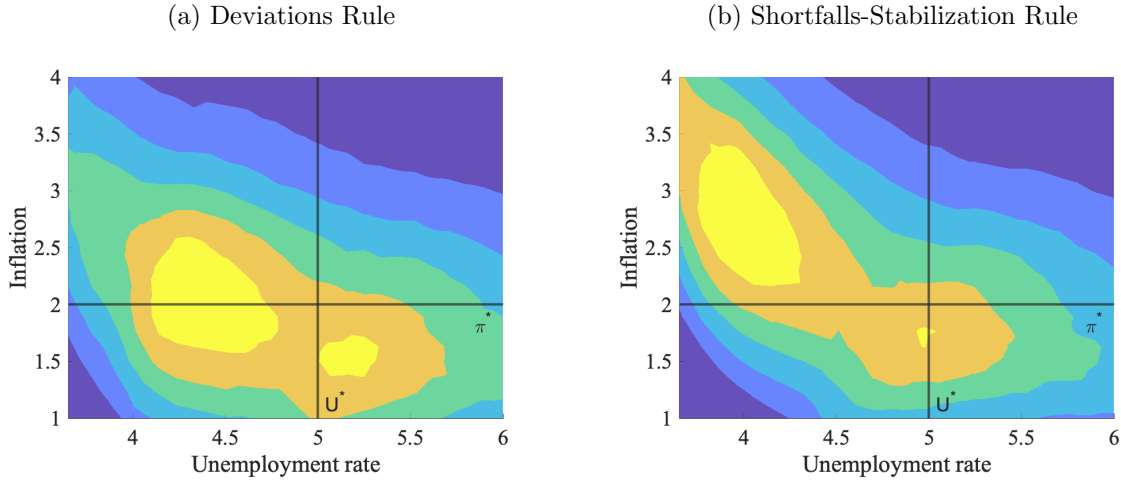 (a) Deviations Rule
4
3.5
3
2.5
2
1.5
1
Inflation
π*
U*
4 4.5 5 5.5 6
Unemployment rate
(b) Shortfalls-Stabilization Rule
4
3.5
3
2.5
2
1.5
1
Inflation
π*
U*
4 4.5 5 5.5 6
Unemployment rate